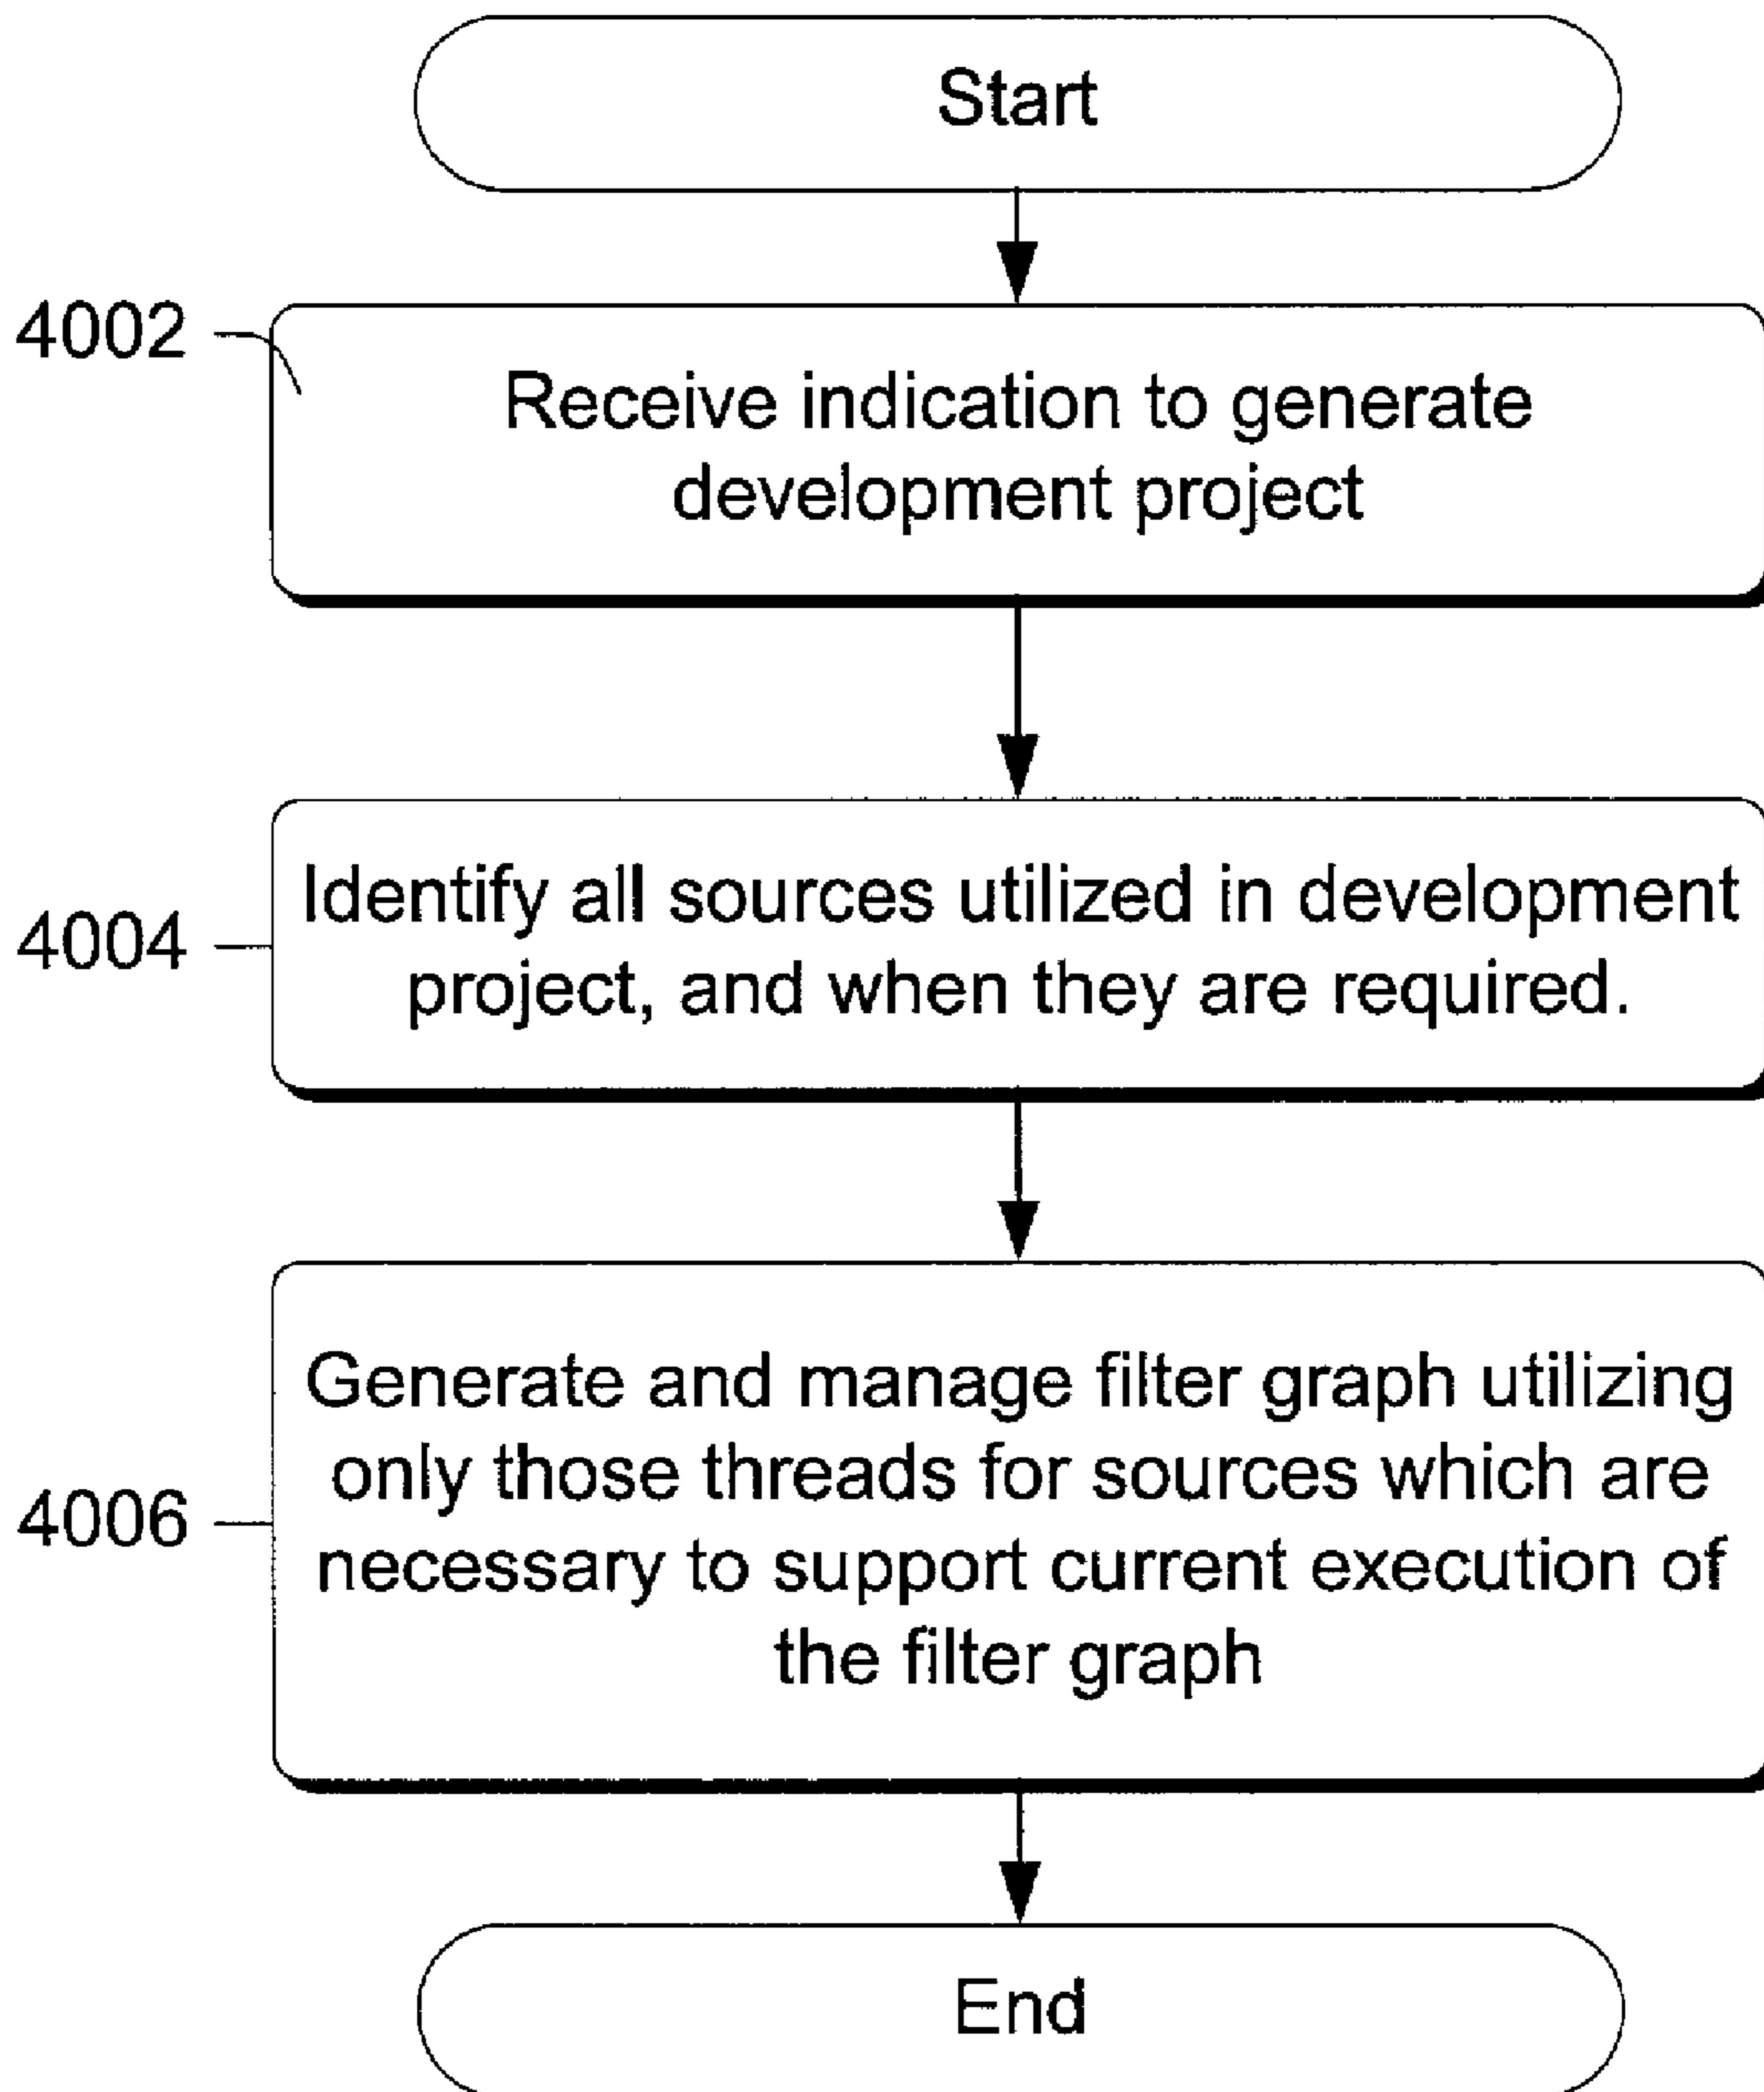 Start
4002
Receive indication to generate
development project
4004
Identify all sources utilized in development
project, and when they are required.
4006
Generate and manage filter graph utilizing
only those threads for sources which are
necessary to support current execution of
the filter graph
End